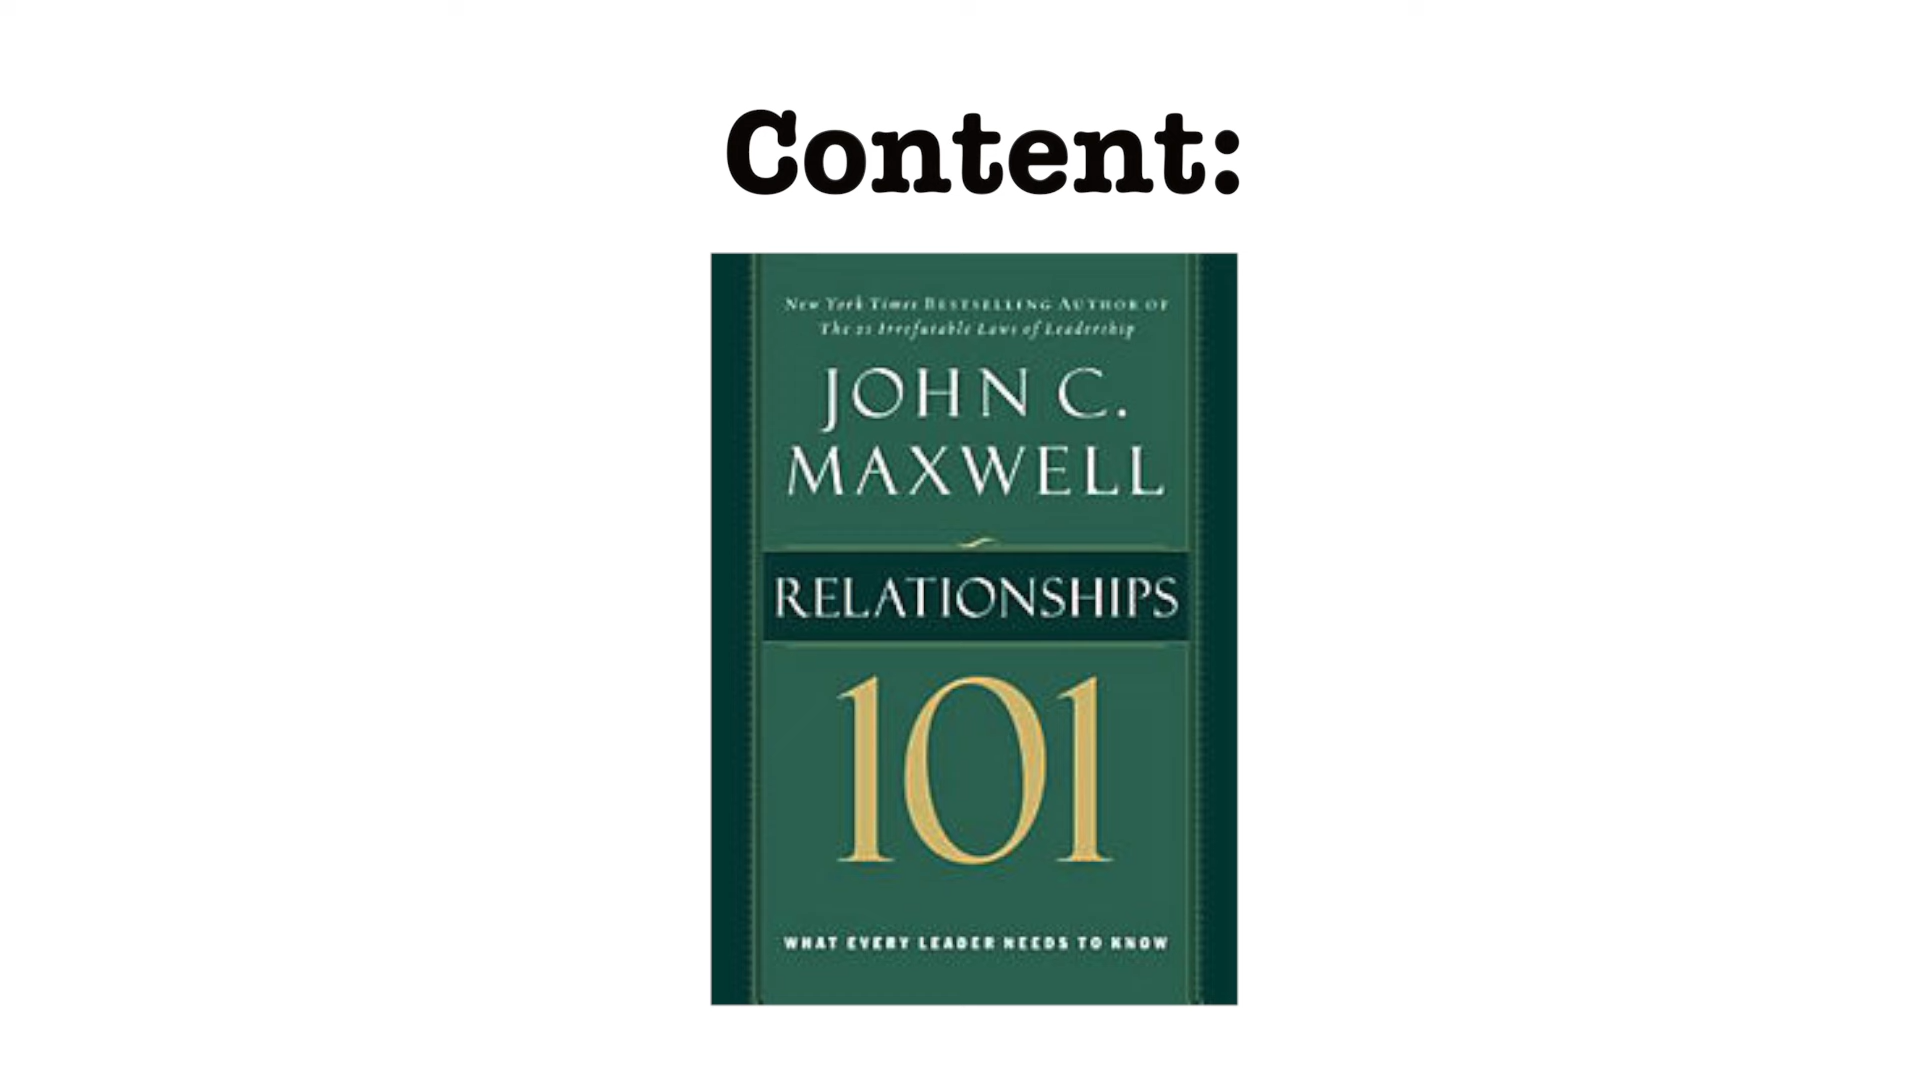 Content:
New York Times BESTSELLING AUTHOR OF
The 21 Irrefutable Laws of Leadership
JOHN C.
MAXWELL
RELATIONSHIPS
101
WHAT EVERY LEADER NEEDS TO KNOW